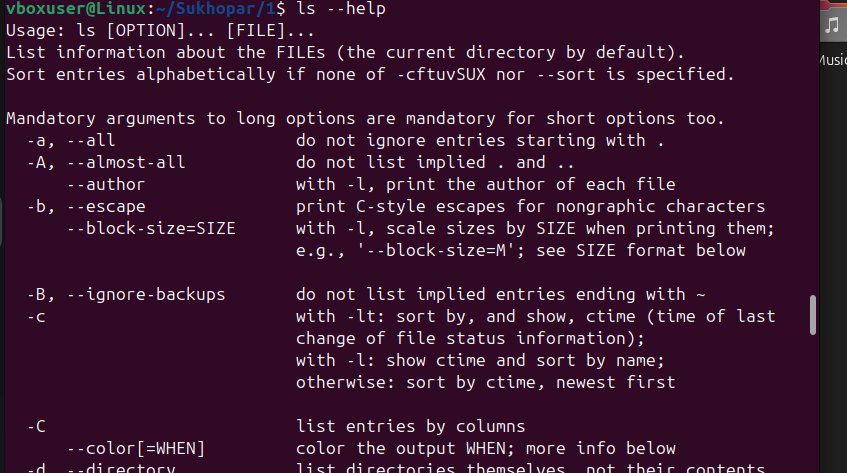 vboxuser@Linux:~/Sukhopar/1$ ls --help
Usage: ls [OPTION]... [FILE]...
List information about the FILEs (the current directory by default).
Sort entries alphabetically if none of -cftuvSUX nor --sort is specified.
Mandatory arguments to long options are mandatory for short options too.
-a, --all do not ignore entries starting with .
-A, --almost-all do not list implied . and ..
--author with -l, print the author of each file
-b, --escape print C-style escapes for nongraphic characters
--block-size=SIZE with -l, scale sizes by SIZE when printing them;
e.g., '--block-size=M'; see SIZE format below
-B, --ignore-backups do not list implied entries ending with ~
-c with -lt: sort by, and show, ctime (time of last
change of file status information);
with -l: show ctime and sort by name;
otherwise: sort by ctime, newest first
-C list entries by columns
--color[=WHEN] color the output WHEN; more info below
-d, --directory list directories themselves, not their contents